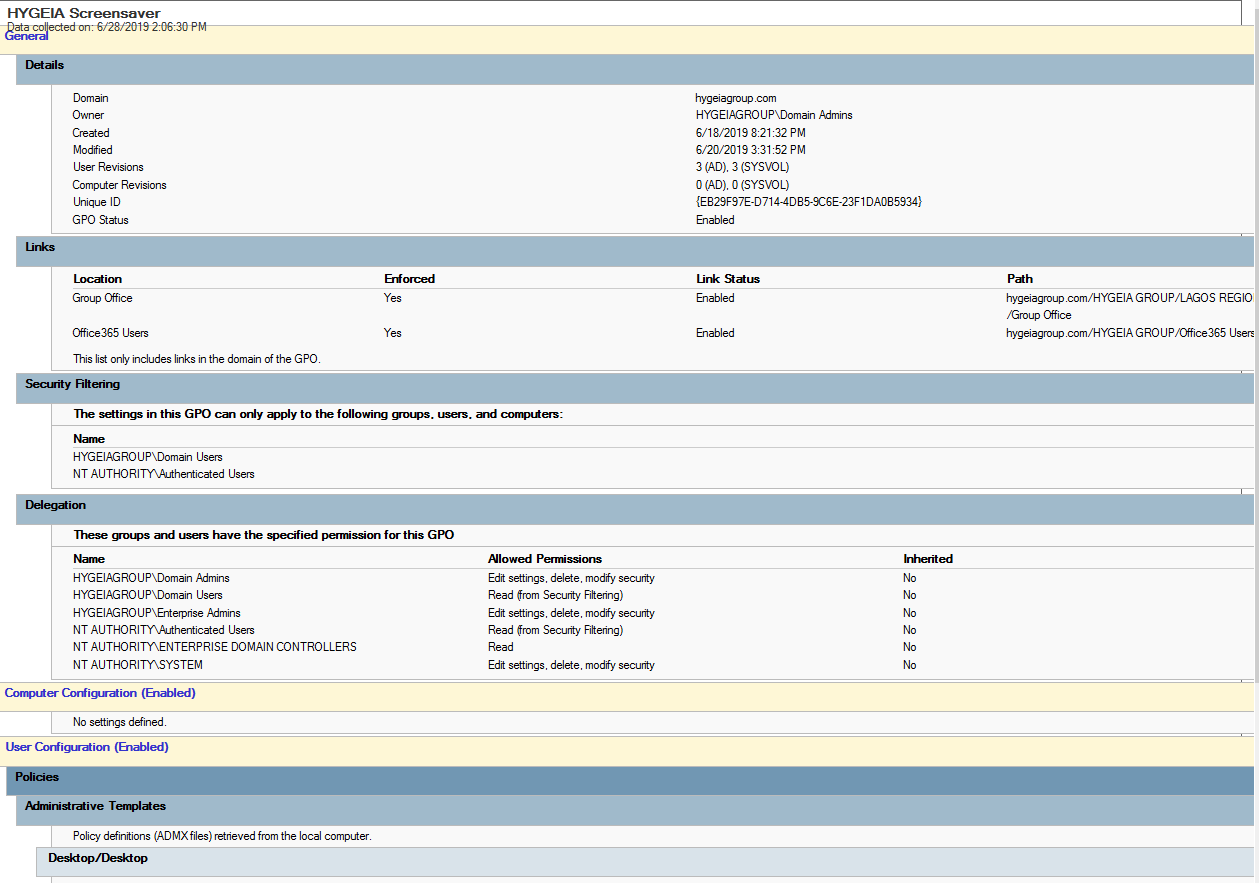 HYGEIA Screensaver
Data collected on: 6/28/2019 2:06:30 PM
General
Details
Domain hygeiagroup.com
Owner HYGEIAGROUP\Domain Admins
Created 6/18/2019 8:21:32 PM
Modified 6/20/2019 3:31:52 PM
User Revisions 3 (AD), 3 (SYSVOL)
Computer Revisions 0 (AD), 0 (SYSVOL)
Unique ID {EB29F97E-D714-4DB5-9C6E-23F1DA0B5934}
GPO Status Enabled
Links
Location Enforced Link Status Path
Group Office Yes Enabled hygeiagroup.com/HYGEIA GROUP/LAGOS REGIO
/Group Office
Office365 Users Yes Enabled hygeiagroup.com/HYGEIA GROUP/Office365 Users
This list only includes links in the domain of the GPO.
Security Filtering
The settings in this GPO can only apply to the following groups, users, and computers:
Name
HYGEIAGROUP\Domain Users
NT AUTHORITY\Authenticated Users
Delegation
These groups and users have the specified permission for this GPO
Name Allowed Permissions Inherited
HYGEIAGROUP\Domain Admins Edit settings, delete, modify security No
HYGEIAGROUP\Domain Users Read (from Security Filtering) No
HYGEIAGROUP\Enterprise Admins Edit settings, delete, modify security No
NT AUTHORITY\Authenticated Users Read (from Security Filtering) No
NT AUTHORITY\ENTERPRISE DOMAIN CONTROLLERS Read No
NT AUTHORITY\SYSTEM Edit settings, delete, modify security No
Computer Configuration (Enabled)
No settings defined.
User Configuration (Enabled)
Policies
Administrative Templates
Policy definitions (ADMX files) retrieved from the local computer.
Desktop/Desktop